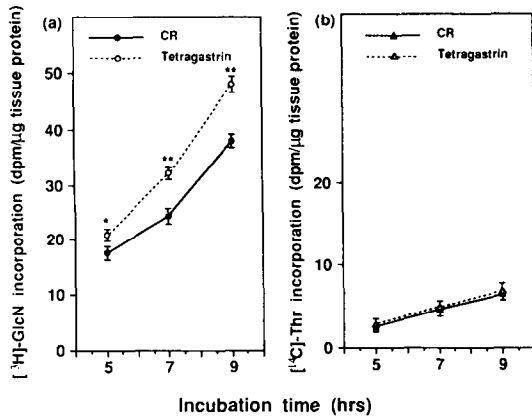 (a)
CR
Tetragastrin
[³H]-GlcN incorporation (dpm/µg tissue protein)
50
40
30
20
10
0
*
**
**
5
7
9
(b)
CR
Tetragastrin
[¹⁴C]-Thr incorporation (dpm/µg tissue protein)
20
10
0
5
7
9
Incubation time (hrs)